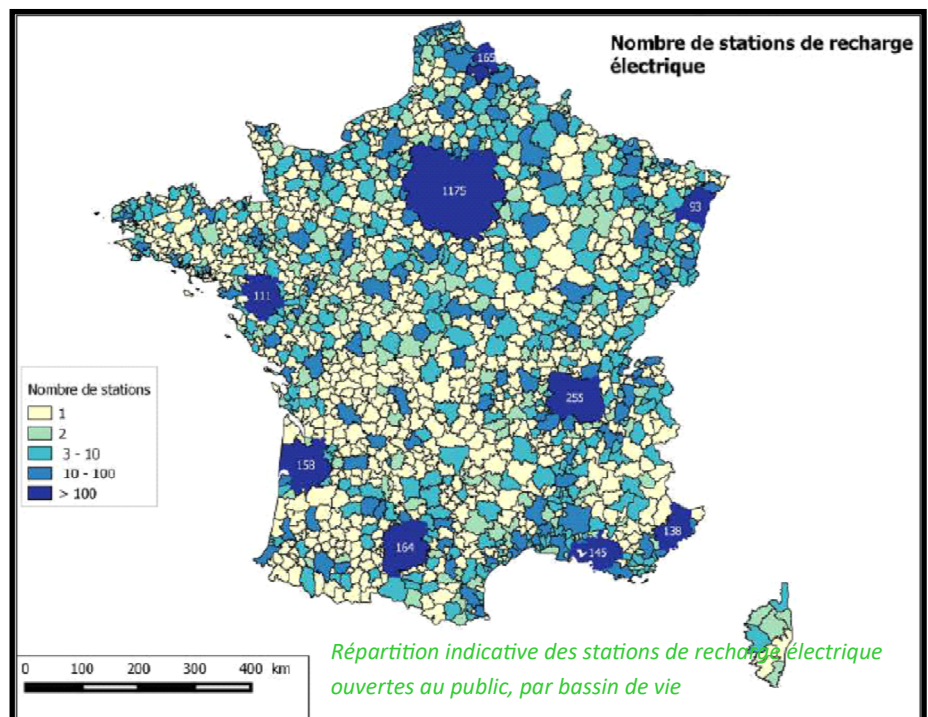 Nombre de stations de recharge
électrique
165
1175
93
111
255
158
138
145
164
Nombre de stations
1
2
3 - 10
10 - 100
> 100
0 100 200 300 400 km
Répartition indicative des stations de recharge électrique
ouvertes au public, par bassin de vie